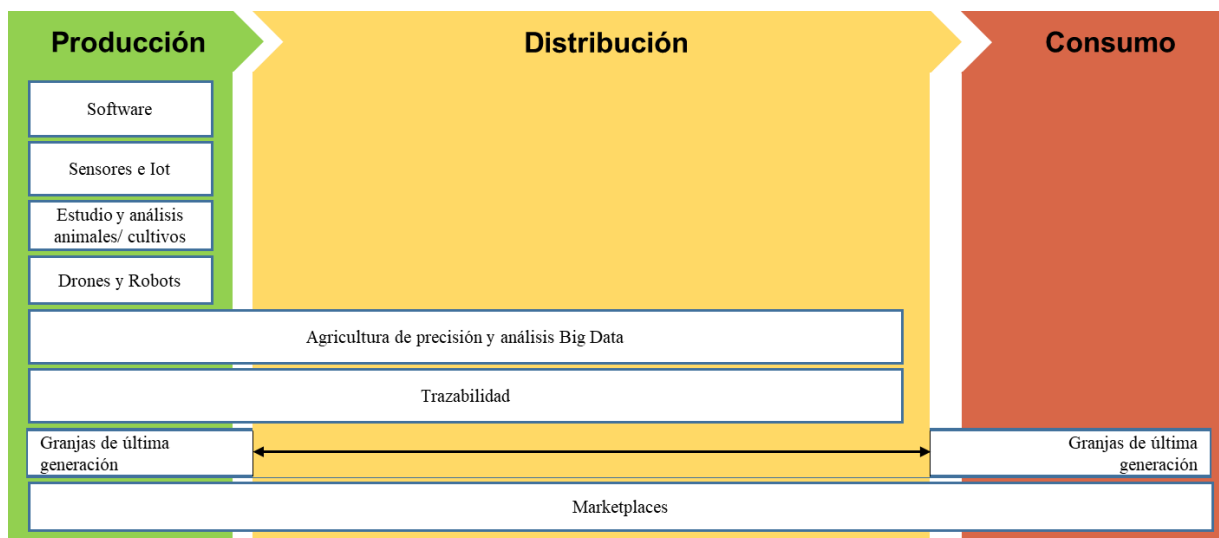 Producción
Distribución
Consumo
Software
Sensores e Iot
Estudio y análisis
animales/ cultivos
Drones y Robots
Agricultura de precisión y análisis Big Data
Trazabilidad
Granjas de última
generación
Granjas de última
generación
Marketplaces